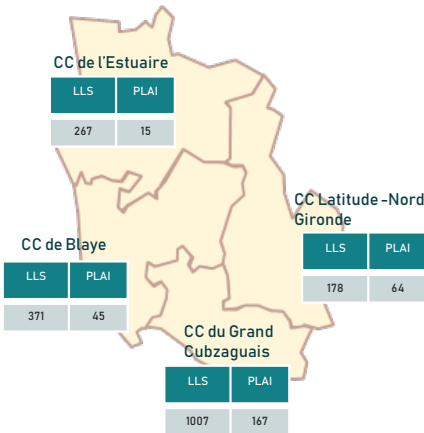 CC de l'Estuaire
LLS PLAI
267 15
CC Latitude -Nord
Gironde
LLS PLAI
178 64
CC de Blaye
LLS PLAI
371 45
CC du Grand
Cubzaguais
LLS PLAI
1007 167